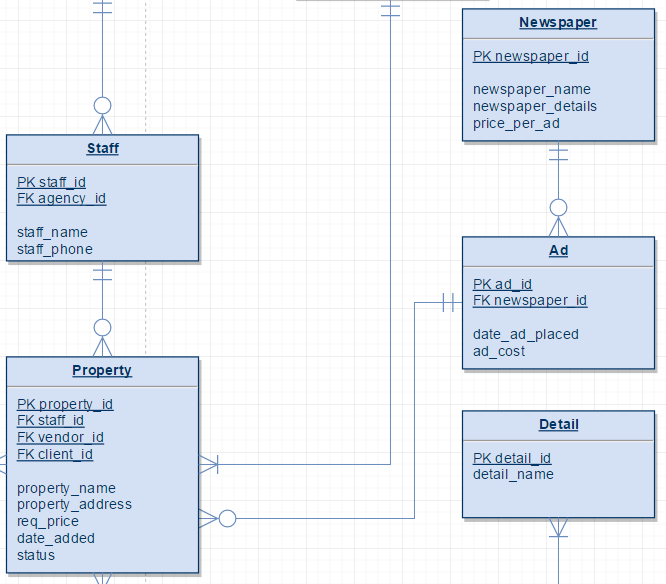 Newspaper
PK newspaper_id
newspaper_name
newspaper_details
price_per_ad
Staff
PK staff_id
FK agency_id
staff_name
staff_phone
Ad
PK ad_id
FK newspaper_id
date_ad_placed
ad_cost
Property
PK property_id
FK staff_id
FK vendor_id
FK client_id
property_name
property_address
req_price
date_added
status
Detail
PK detail_id
detail_name